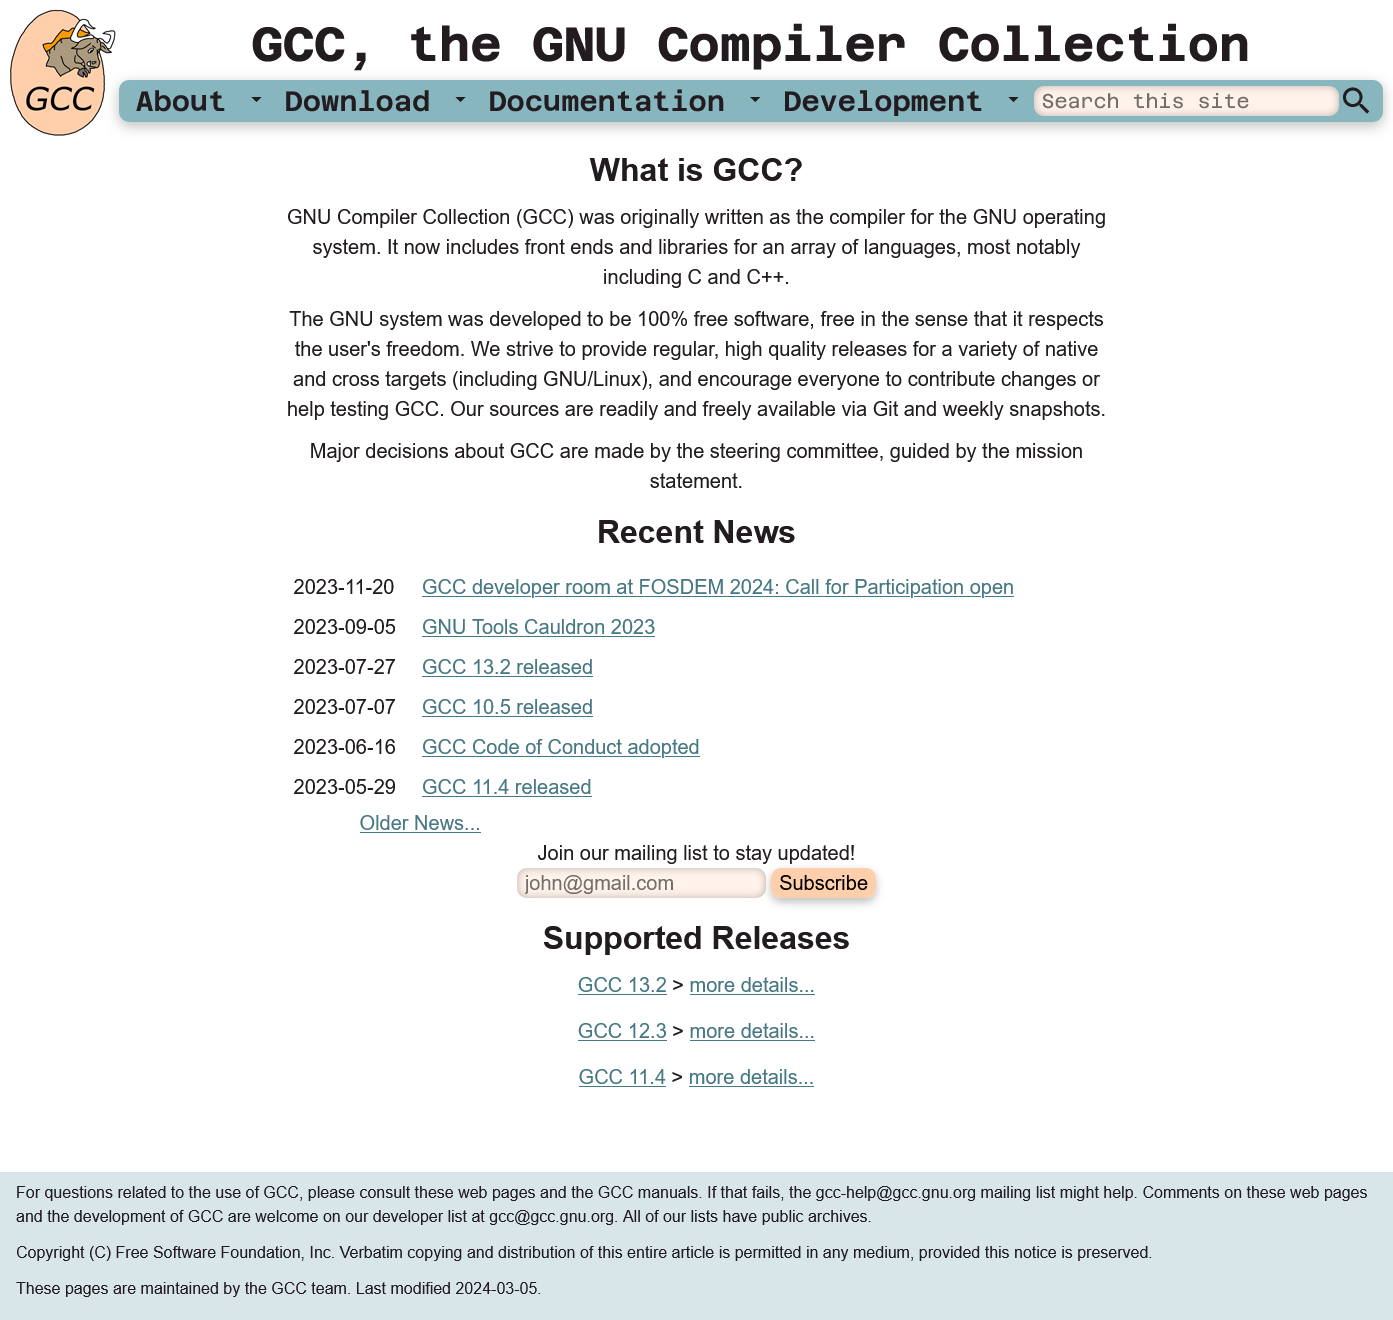 GCC
GCC, the GNU Compiler Collection
About Download Documentation Development Search this site
What is GCC?
GNU Compiler Collection (GCC) was originally written as the compiler for the GNU operating
system. It now includes front ends and libraries for an array of languages, most notably
including C and C++.
The GNU system was developed to be 100% free software, free in the sense that it respects
the user's freedom. We strive to provide regular, high quality releases for a variety of native
and cross targets (including GNU/Linux), and encourage everyone to contribute changes or
help testing GCC. Our sources are readily and freely available via Git and weekly snapshots.
Major decisions about GCC are made by the steering committee, guided by the mission
statement.
Recent News
2023-11-20 GCC developer room at FOSDEM 2024: Call for Participation open
2023-09-05 GNU Tools Cauldron 2023
2023-07-27 GCC 13.2 released
2023-07-07 GCC 10.5 released
2023-06-16 GCC Code of Conduct adopted
2023-05-29 GCC 11.4 released
Older News...
Join our mailing list to stay updated!
john@gmail.com Subscribe
Supported Releases
GCC 13.2 > more details...
GCC 12.3 > more details...
GCC 11.4 > more details...
For questions related to the use of GCC, please consult these web pages and the GCC manuals. If that fails, the gcc-help@gcc.gnu.org mailing list might help. Comments on these web pages
and the development of GCC are welcome on our developer list at gcc@gcc.gnu.org. All of our lists have public archives.
Copyright (C) Free Software Foundation, Inc. Verbatim copying and distribution of this entire article is permitted in any medium, provided this notice is preserved.
These pages are maintained by the GCC team. Last modified 2024-03-05.